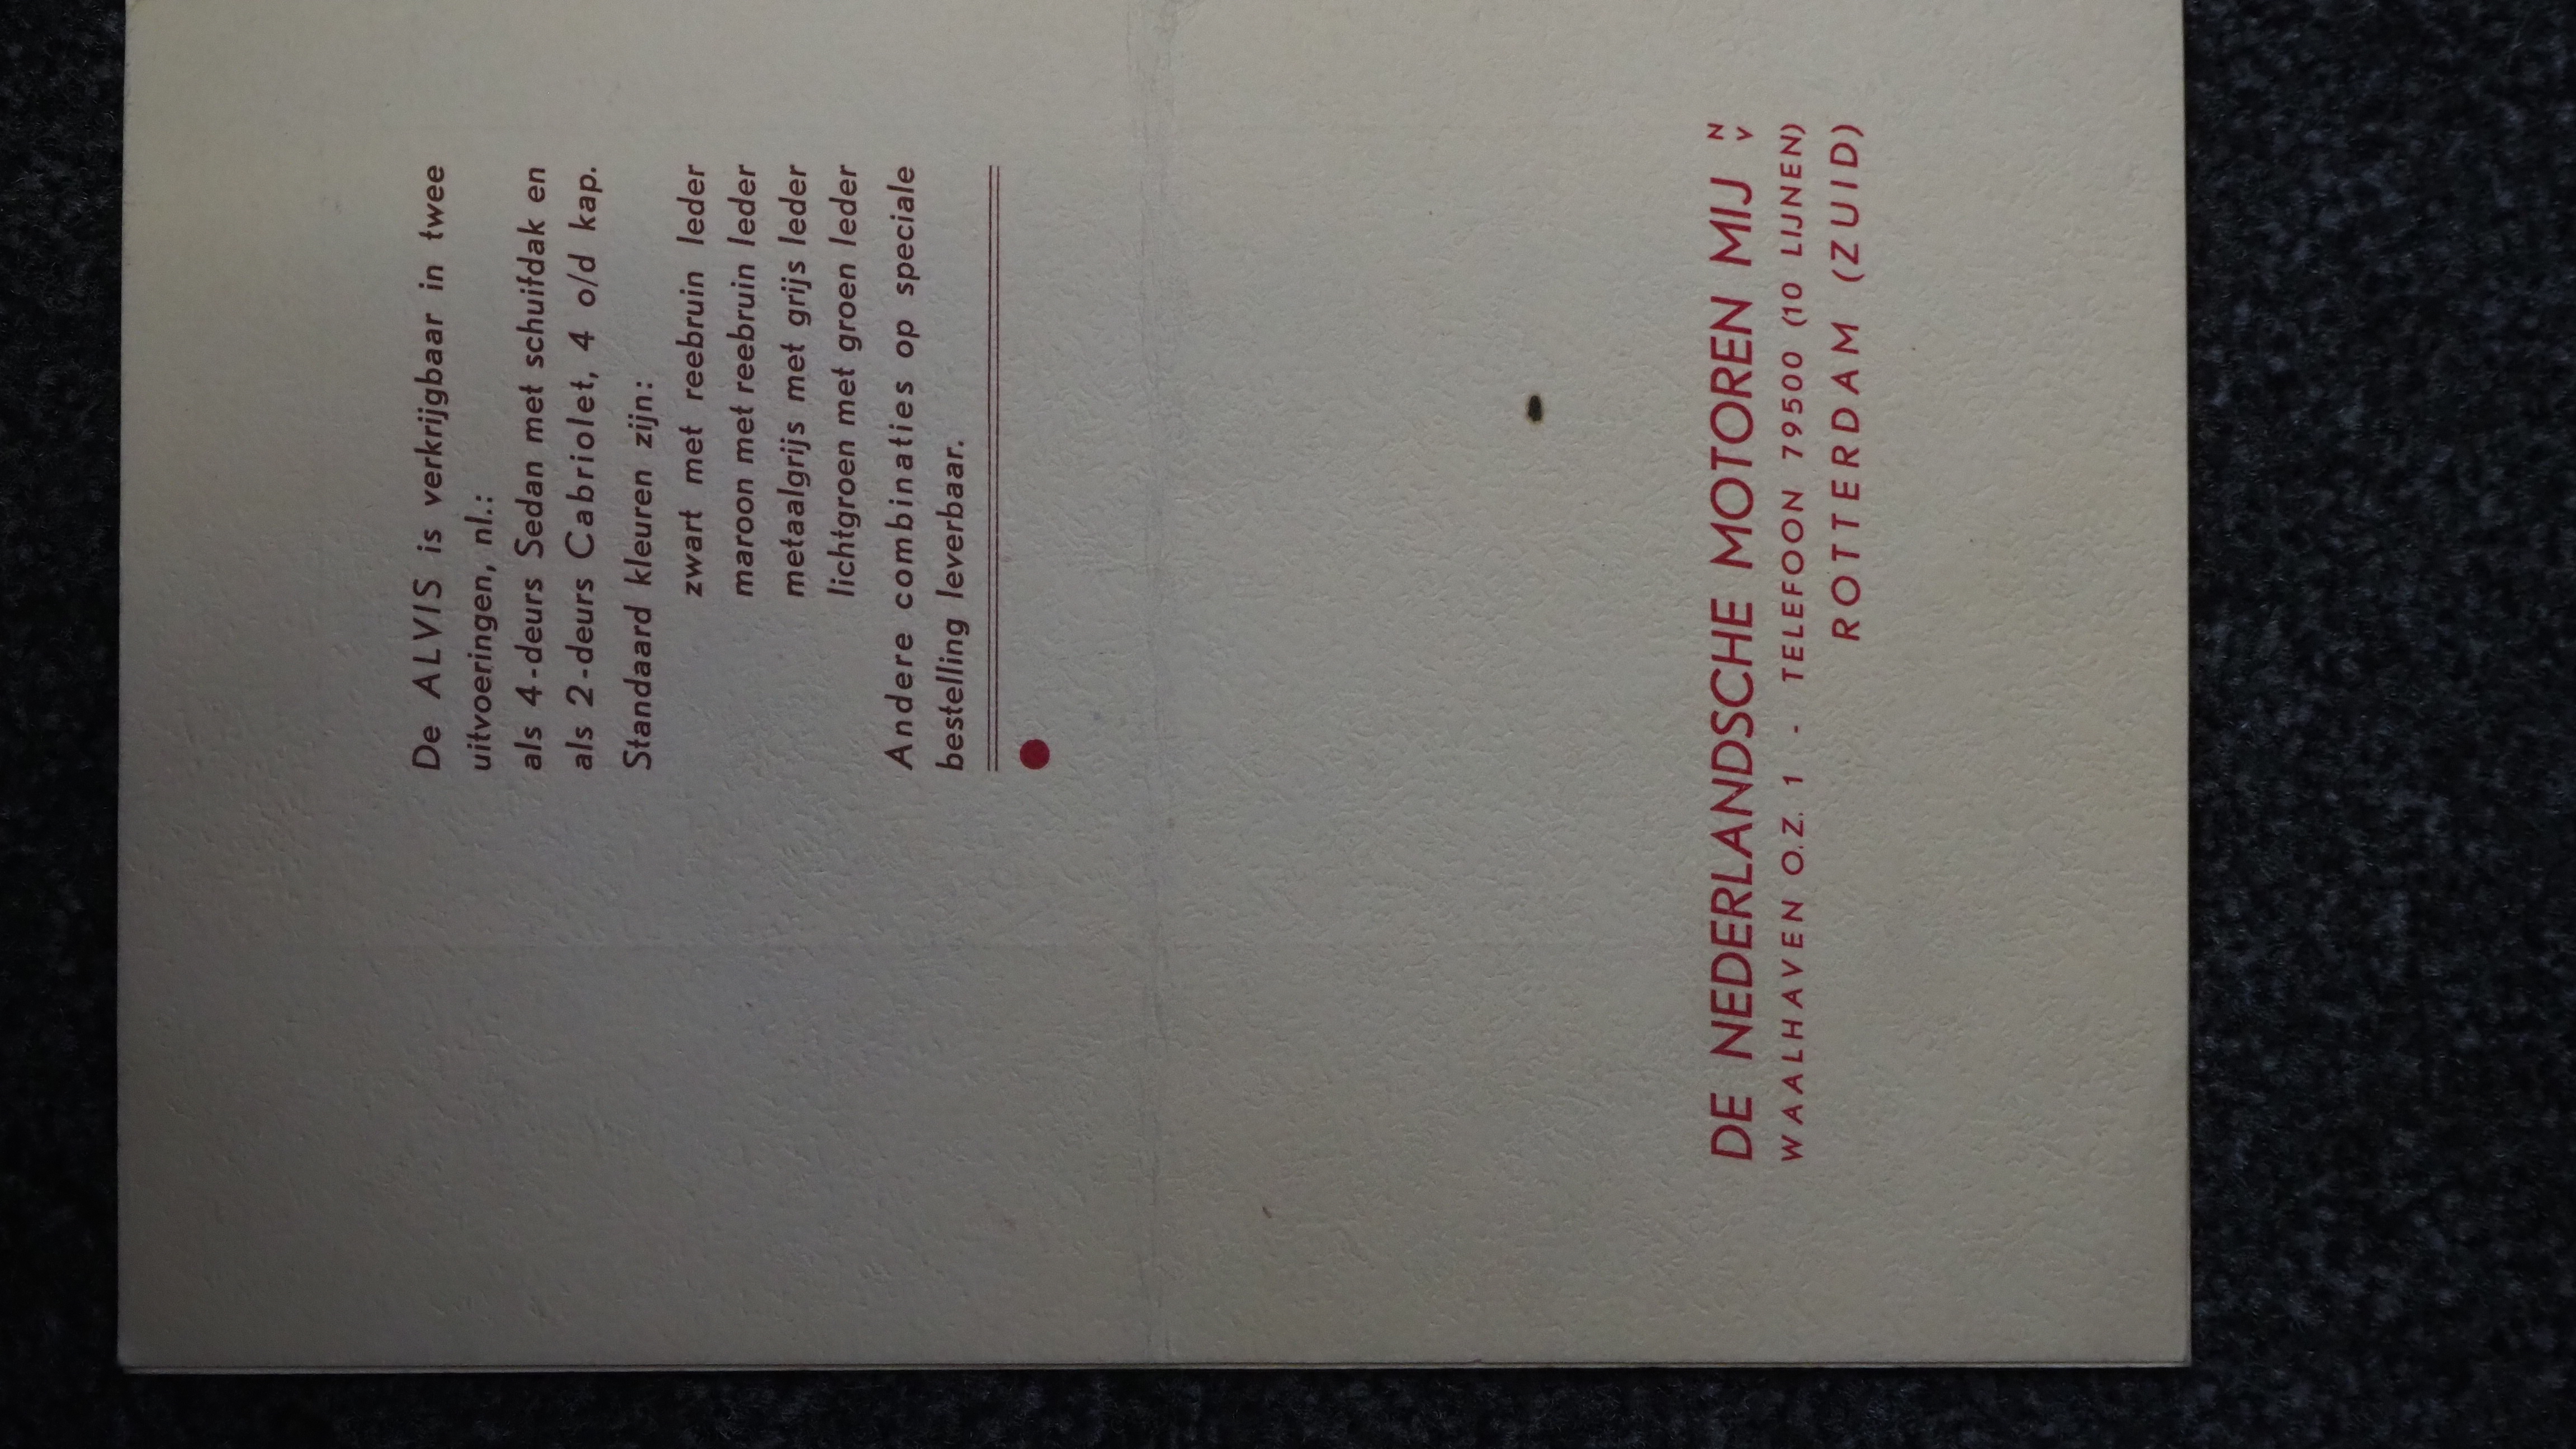 De ALVIS is verkrijgbaar in twee
uitvoeringen, nl.:
als 4-deurs Sedan met schuifdak en
als 2-deurs Cabriolet, 4 o/d kap.
Standaard kleuren zijn:
zwart met reebruin leder
maroon met reebruin leder
metaalgrijs met grijs leder
lichtgroen met groen leder
Andere combinaties op speciale
bestelling leverbaar.
DE NEDERLANDSCHE MOTOREN MIJ N V
WAALHAVEN O.Z. 1 - TELEFOON 79500 (10 LIJNEN)
ROTTERDAM (ZUID)